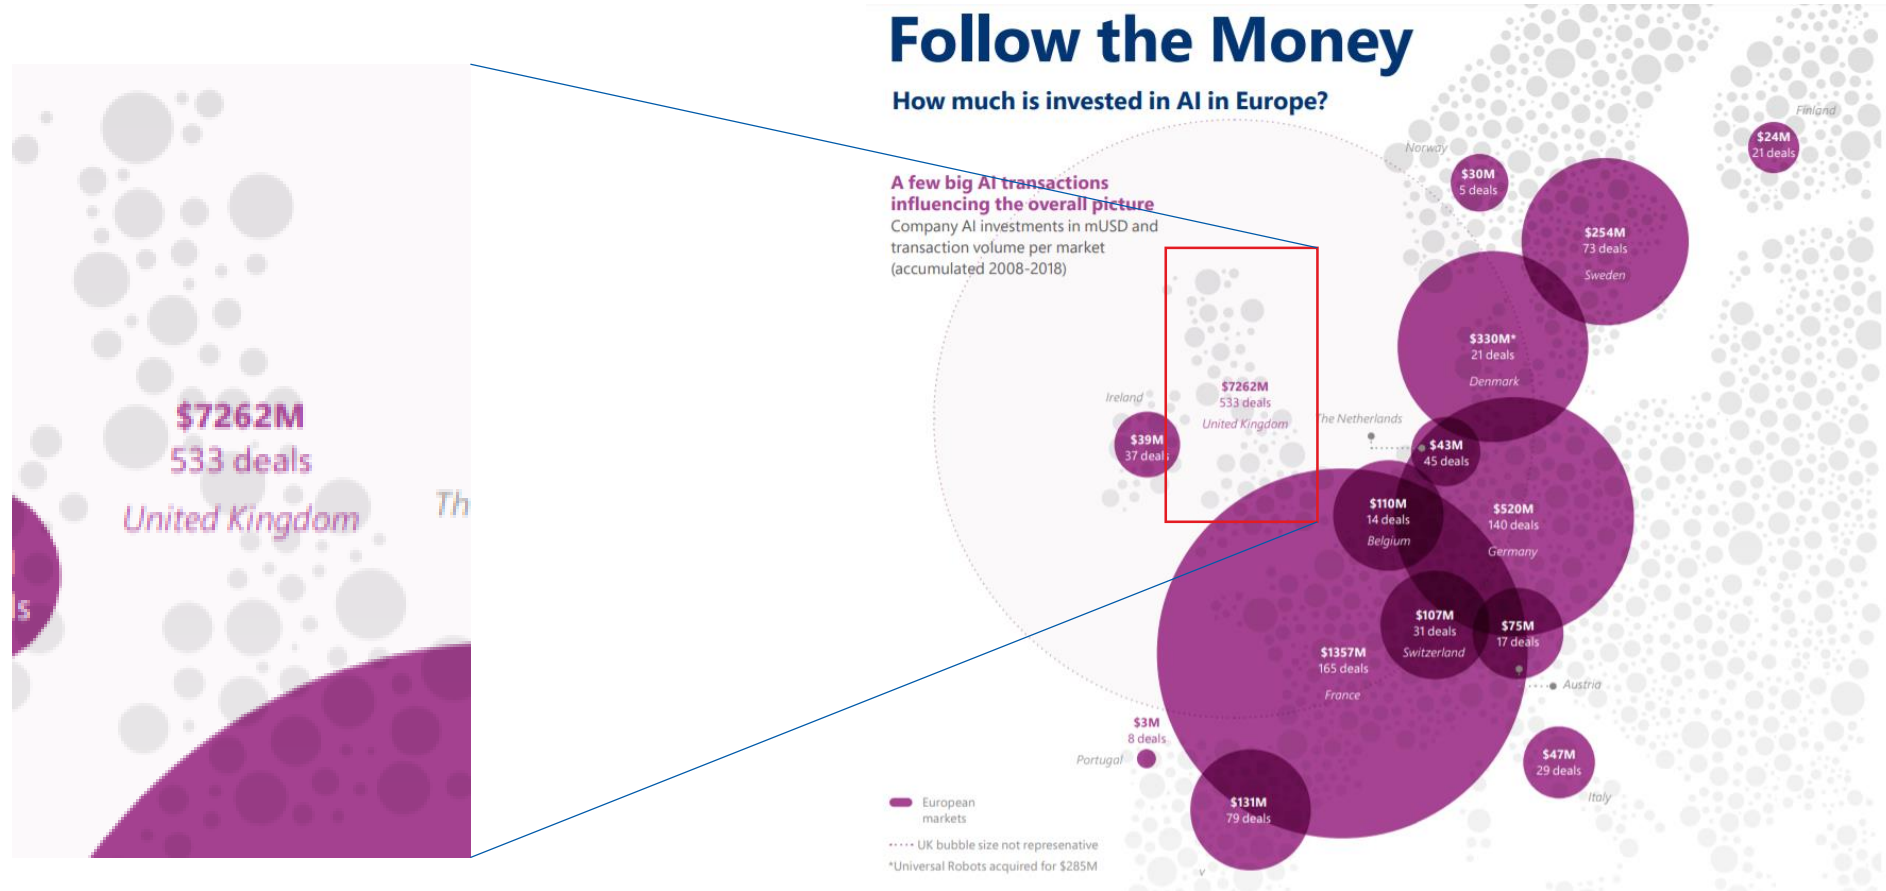 $7262M
533 deals
United Kingdom
Th
s
Follow the Money
How much is invested in AI in Europe?
A few big AI transactions
influencing the overall picture
Company AI investments in mUSD and
transaction volume per market
(accumulated 2008-2018)
Finland
$24M
21 deals
Norway
$30M
5 deals
$254M
73 deals
Sweden
$330M*
21 deals
Denmark
$7262M
533 deals
United Kingdom
Ireland
$39M
37 deals
The Netherlands
$43M
45 deals
$110M
14 deals
Belgium
$520M
140 deals
Germany
$107M
31 deals
Switzerland
$75M
17 deals
Austria
$1357M
165 deals
France
$3M
8 deals
Portugal
$131M
79 deals
$47M
29 deals
Italy
European
markets
UK bubble size not represenative
*Universal Robots acquired for $285M
v